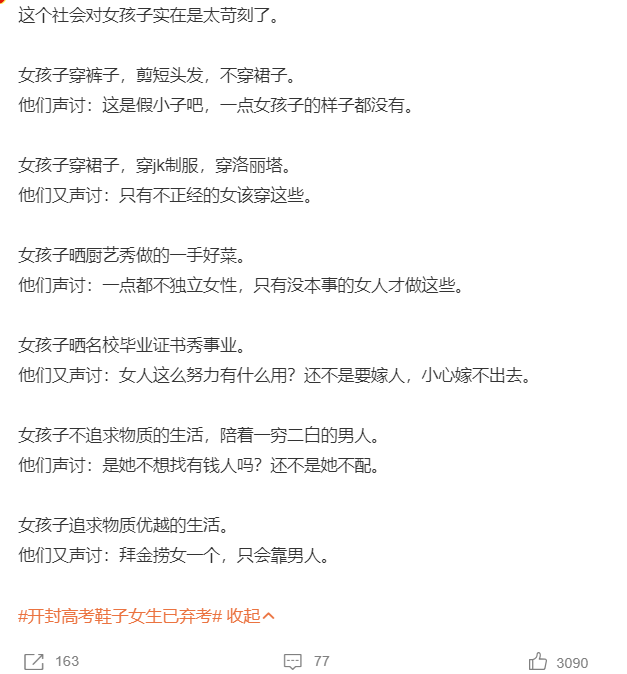 这个社会对女孩子实在是太苛刻了。
女孩子穿裤子，剪短头发，不穿裙子。
他们声讨：这是假小子吧，一点女孩子的样子都没有。
女孩子穿裙子，穿jk制服，穿洛丽塔。
他们又声讨：只有不正经的女该穿这些。
女孩子晒厨艺秀做的一手好菜。
他们声讨：一点都不独立女性，只有没本事的女人才做这些。
女孩子晒名校毕业证书秀事业。
他们又声讨：女人这么努力有什么用？还不是要嫁人，小心嫁不出去。
女孩子不追求物质的生活，陪着一穷二白的男人。
他们声讨：是她不想找有钱人吗？还不是她不配。
女孩子追求物质优越的生活。
他们又声讨：拜金捞女一个，只会靠男人。
#开封高考鞋子女生已弃考# 收起
163 77 3090